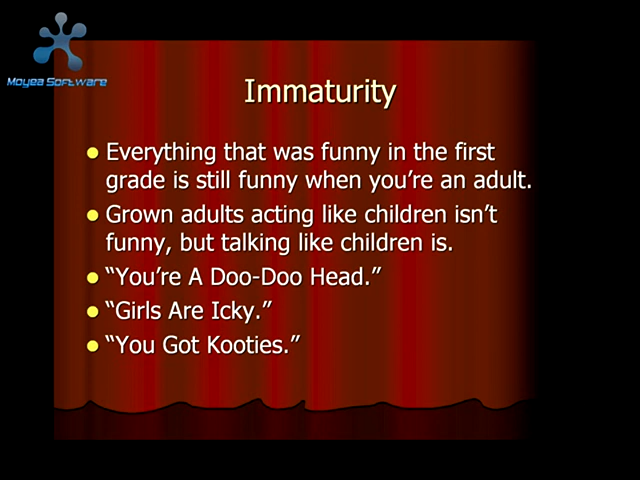 Moyea Software
Immaturity
Everything that was funny in the first
grade is still funny when you're an adult.
Grown adults acting like children isn't
funny, but talking like children is.
“You're A Doo-Doo Head.”
“Girls Are Icky.”
“You Got Kooties.”